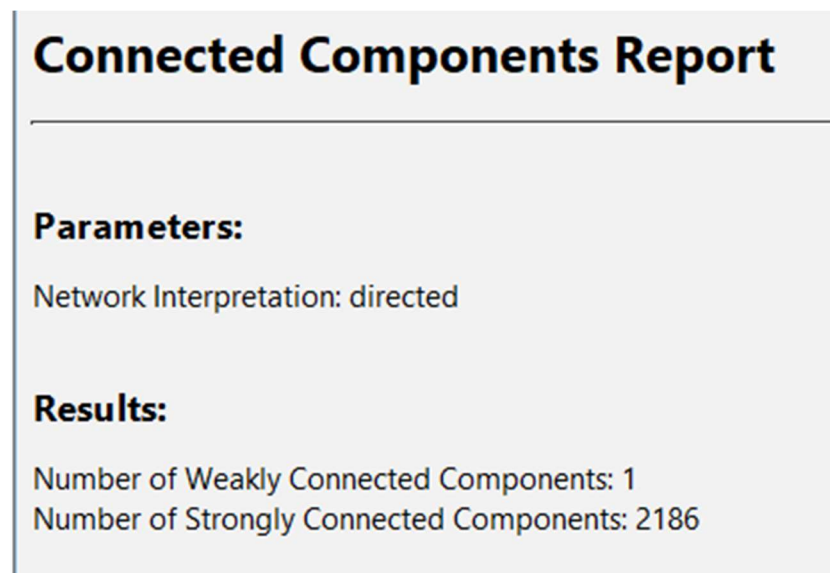 Connected Components Report
Parameters:
Network Interpretation: directed
Results:
Number of Weakly Connected Components: 1
Number of Strongly Connected Components: 2186